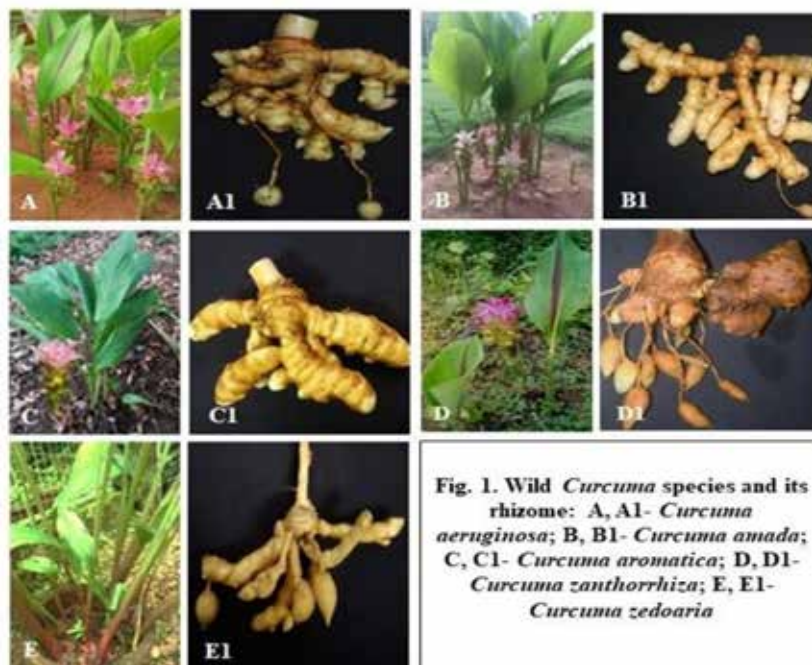 A
A1
B
B1
C
C1
D
D1
E
E1
Fig. 1. Wild Curcuma species and its
rhizome: A, A1- Curcuma
aeruginosa; B, B1- Curcuma amada;
C, C1- Curcuma aromatica; D, D1-
Curcuma zanthorrhiza; E, E1-
Curcuma zedoaria